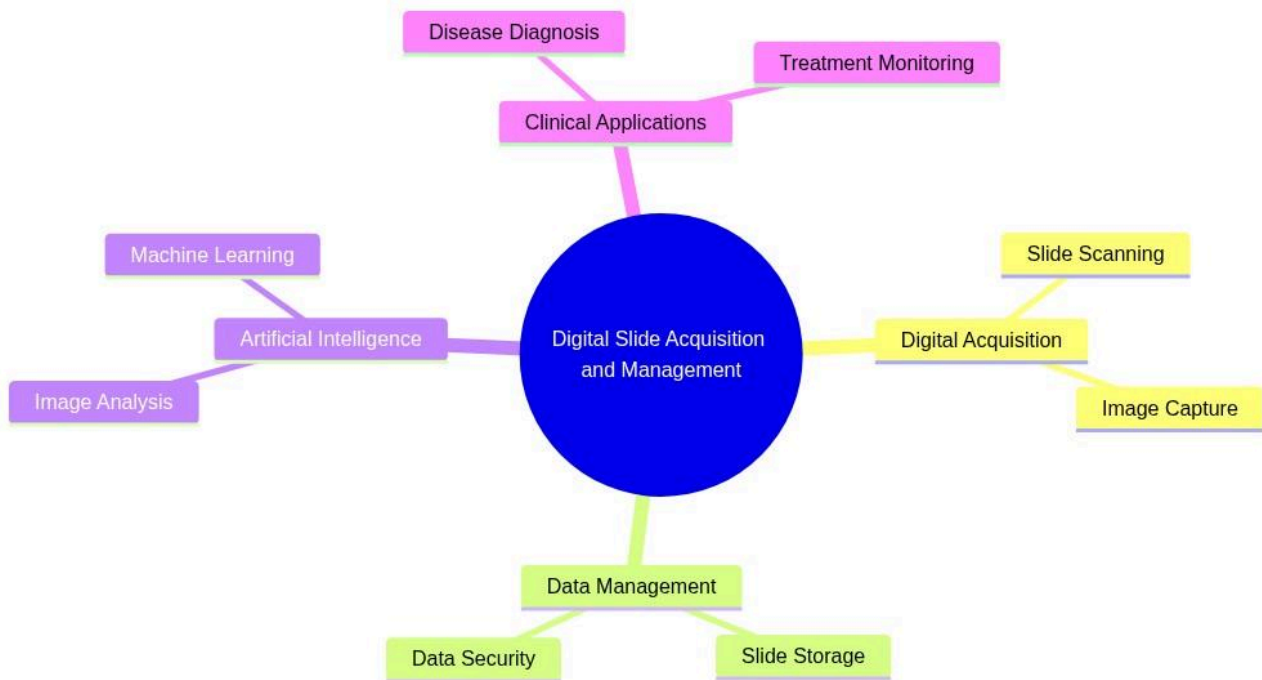 Disease Diagnosis
Treatment Monitoring
Clinical Applications
Machine Learning
Slide Scanning
Artificial Intelligence
Digital Slide Acquisition
and Management
Digital Acquisition
Image Analysis
Image Capture
Data Management
Data Security
Slide Storage